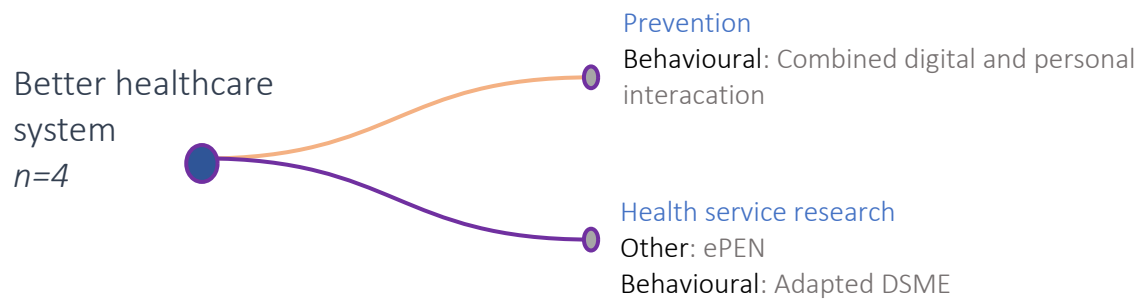 Better healthcare
system
n=4
Prevention
Behavioural: Combined digital and personal
interacation
Health service research
Other: ePEN
Behavioural: Adapted DSME